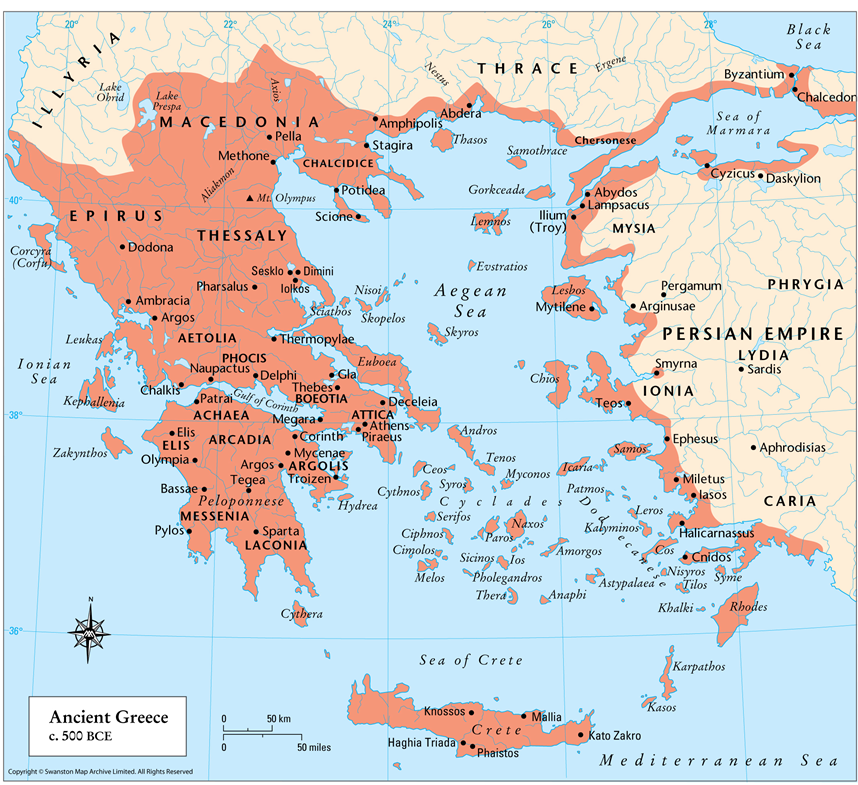 20°
22°
24°
26°
28°
Black
Sea
ILLYRIA
Lake
Ohrid
Lake
Prespa
Axios
Nestus
THRACE
Ergene
Byzantium
Chalcedon
MACEDONIA
Amphipolis
Abdera
Sea of
Marmara
Pella
Stagira
Thasos
Chersonese
Methone
CHALCIDICE
Samothrace
Cyzicus
Daskylion
Aliakmon
Mt. Olympus
Potidea
Gorkceada
Abydos
Lampsacus
40°
EPIRUS
Scione
Lemnos
Ilium
(Troy)
MYSIA
THESSALY
Dodona
Corcyra
(Corfu)
Sesklo
Dimini
Iolkos
Evstratios
Pharsalus
Nisoi
Aegean
Sea
Lesbos
Mytilene
Pergamum
Arginusae
PHRYGIA
Ambracia
Argos
Sciathos
Skopelos
Skyros
PERSIAN EMPIRE
Leukas
AETOLIA
Thermopylae
LYDIA
Sardis
PHOCIS
Naupactus
Delphi
Gla
Euboea
Chios
Smyrna
Ionian
Sea
Chalkis
Thebes
BOEOTIA
IONIA
Kephallenia
Patrai
Gulf of Corinth
Deceleia
Teos
38°
ACHAEA
Megara
ATTICA
Athens
Piraeus
Andros
Elis
ELIS
ARCADIA
Corinth
Ephesus
Zakynthos
Olympia
Mycenae
Argos
ARGOLIS
Troizen
Tenos
Samos
Aphrodisias
Ceos
Syros
Myconos
Icaria
Bassae
Tegea
Peloponnese
Hydrea
Cythnos
Patmos
Miletus
Iasos
MESSENIA
Cyclades
Dodecanese
Leros
CARIA
Pylos
Sparta
LACONIA
Serifos
Naxos
Paros
Kalyminos
Halicarnassus
Ciphnos
Cimolos
Sicinos
Ios
Amorgos
Cos
Cnidos
Melos
Pholegandros
Astypalaea
Nisyros
Tilos
Syme
Thera
Anaphi
Khalki
Rhodes
Cythera
N
36°
Sea of Crete
Karpathos
Kasos
Ancient Greece
c. 500 BCE
0
50 km
0
50 miles
Knossos
Mallia
Crete
Kato Zakro
Haghia Triada
Phaistos
Mediterranean Sea
Copyright © Swanston Map Archive Limited. All Rights Reserved